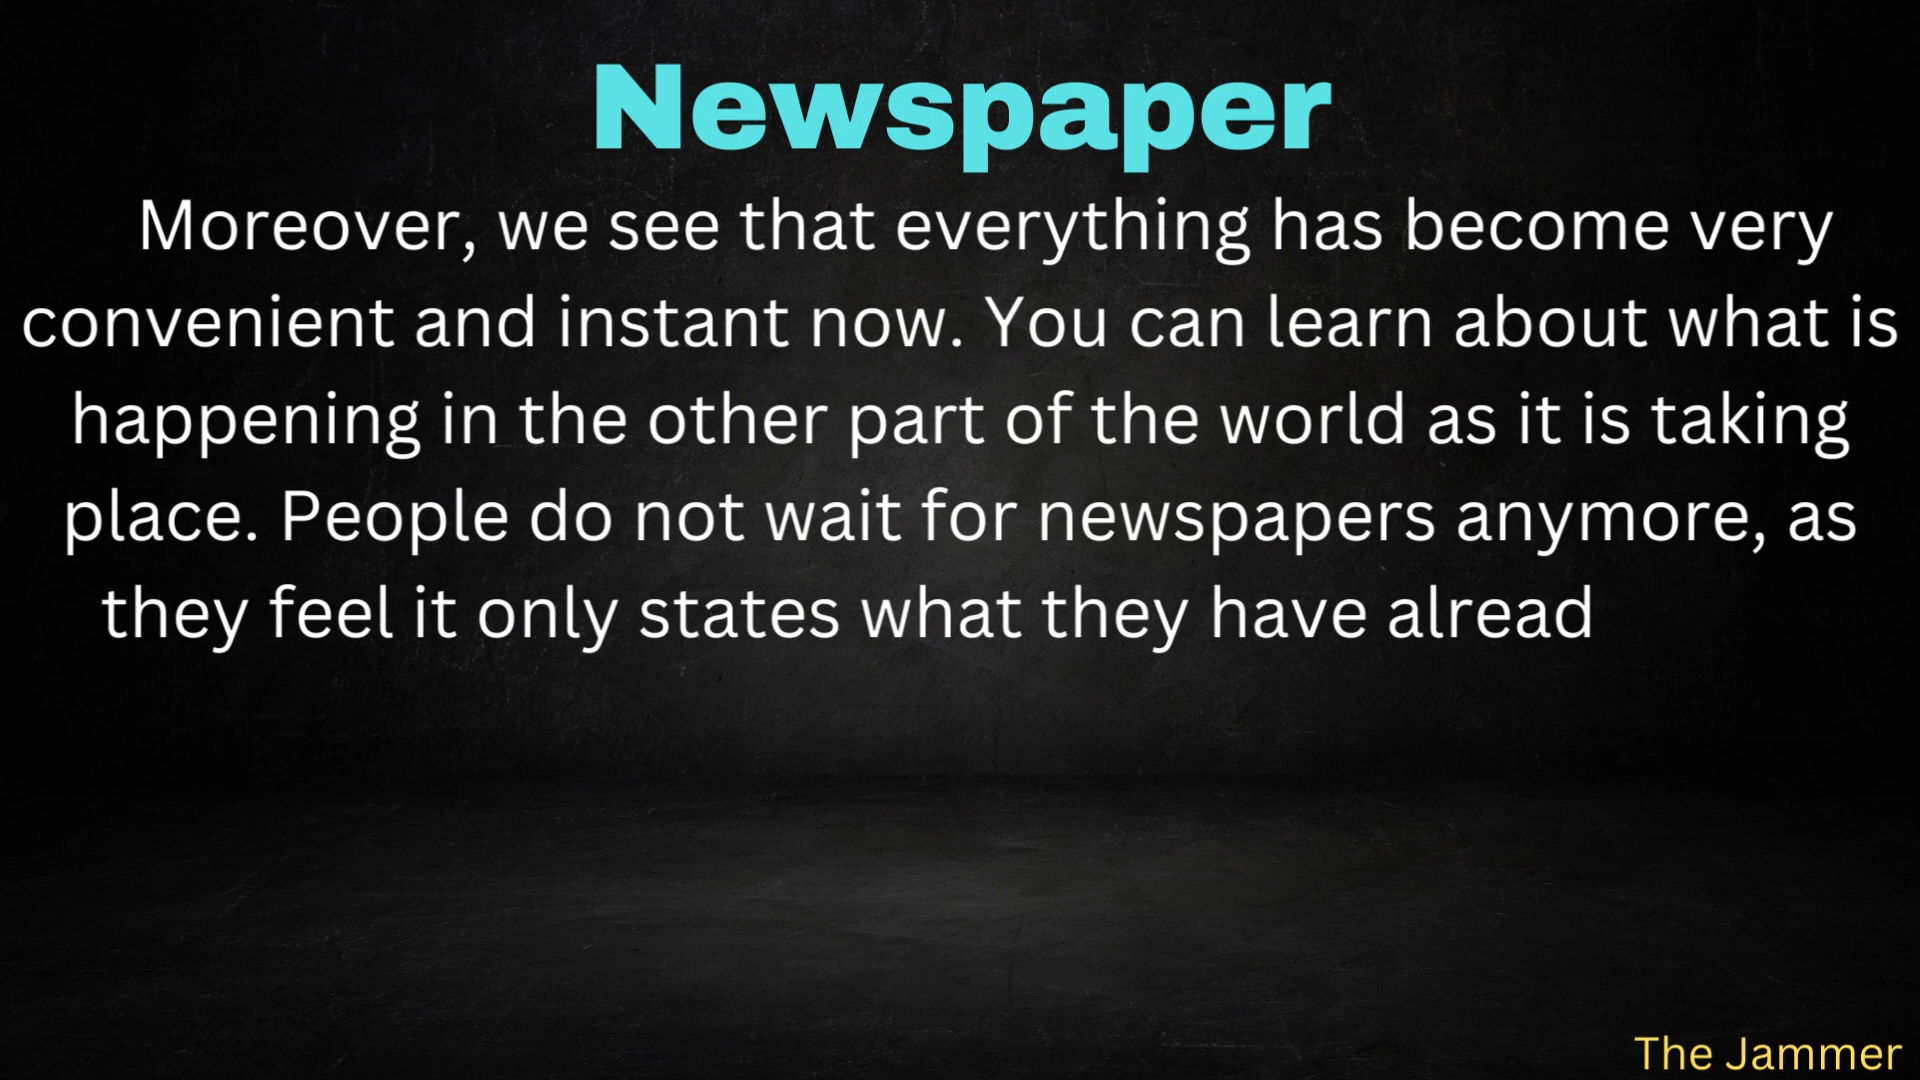 Newspaper
Moreover, we see that everything has become very
convenient and instant now. You can learn about what is
happening in the other part of the world as it is taking
place. People do not wait for newspapers anymore, as
they feel it only states what they have alread
The Jammer